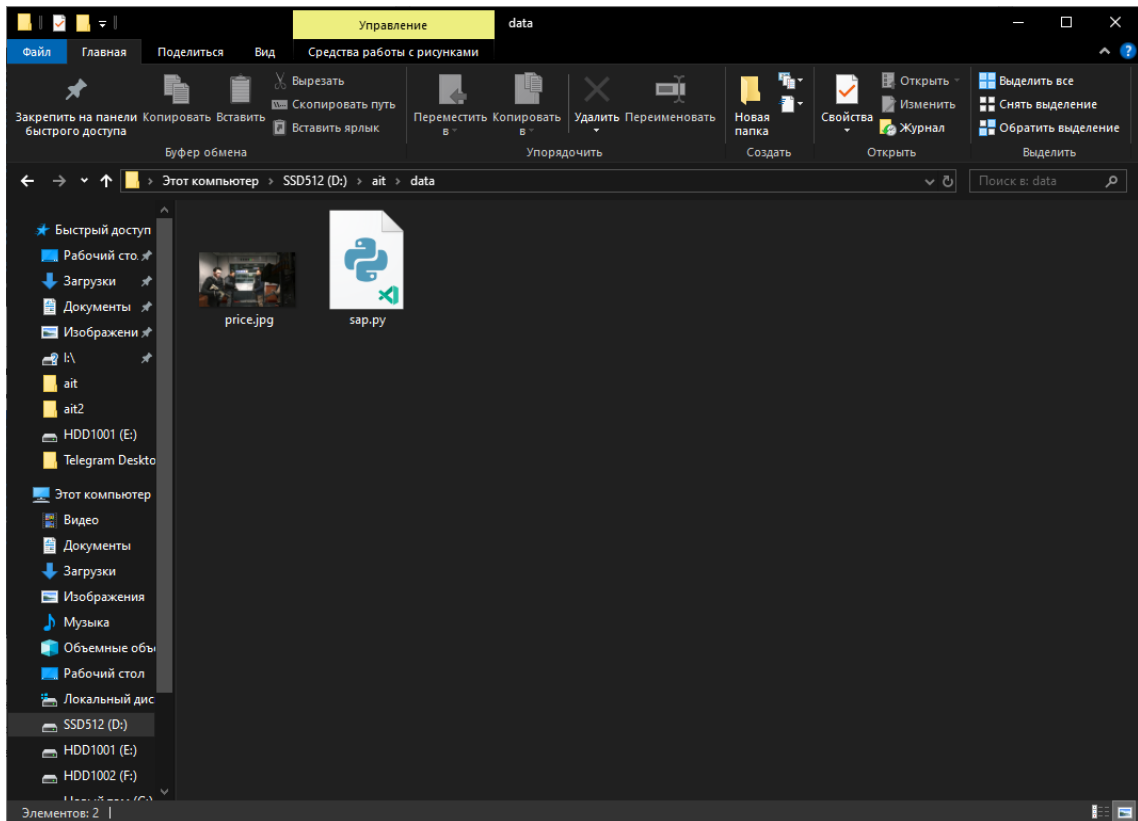 Управление
data
Файл
Главная
Поделиться
Вид
Средства работы с рисунками
Закрепить на панели
быстрого доступа
Копировать
Вставить
Вырезать
Скопировать путь
Вставить ярлык
Буфер обмена
Переместить
в
Копировать
в
Удалить
Переименовать
Упорядочить
Новая
папка
Создать
Свойства
Открыть
Изменить
Журнал
Открыть
Выделить все
Снять выделение
Обратить выделение
Выделить
Этот компьютер > SSD512 (D:) > ait > data
Поиск в: data
Быстрый доступ
Рабочий сто
Загрузки
Документы
Изображени
I:\
ait
ait2
HDD1001 (E:)
Telegram Deskto
Этот компьютер
Видео
Документы
Загрузки
Изображения
Музыка
Объемные объ
Рабочий стол
Локальный дис
SSD512 (D:)
HDD1001 (E:)
HDD1002 (F:)
price.jpg
sap.py
Элементов: 2